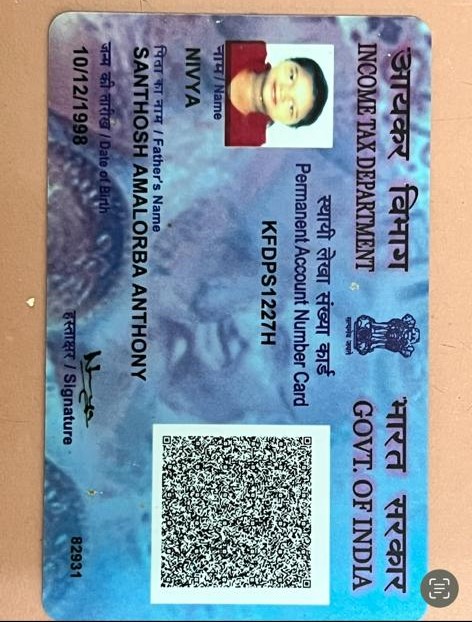 आयकर विभाग
INCOME TAX DEPARTMENT
भारत सरकार
GOVT. OF INDIA
सत्यमेव जयते
स्थायी लेखा संख्या कार्ड
Permanent Account Number Card
KFDPS1227H
नाम / Name
NIVYA
पिता का नाम / Father's Name
SANTHOSH AMALORBA ANTHONY
जन्म की तारीख / Date of Birth
10/12/1998
हस्ताक्षर / Signature
82931